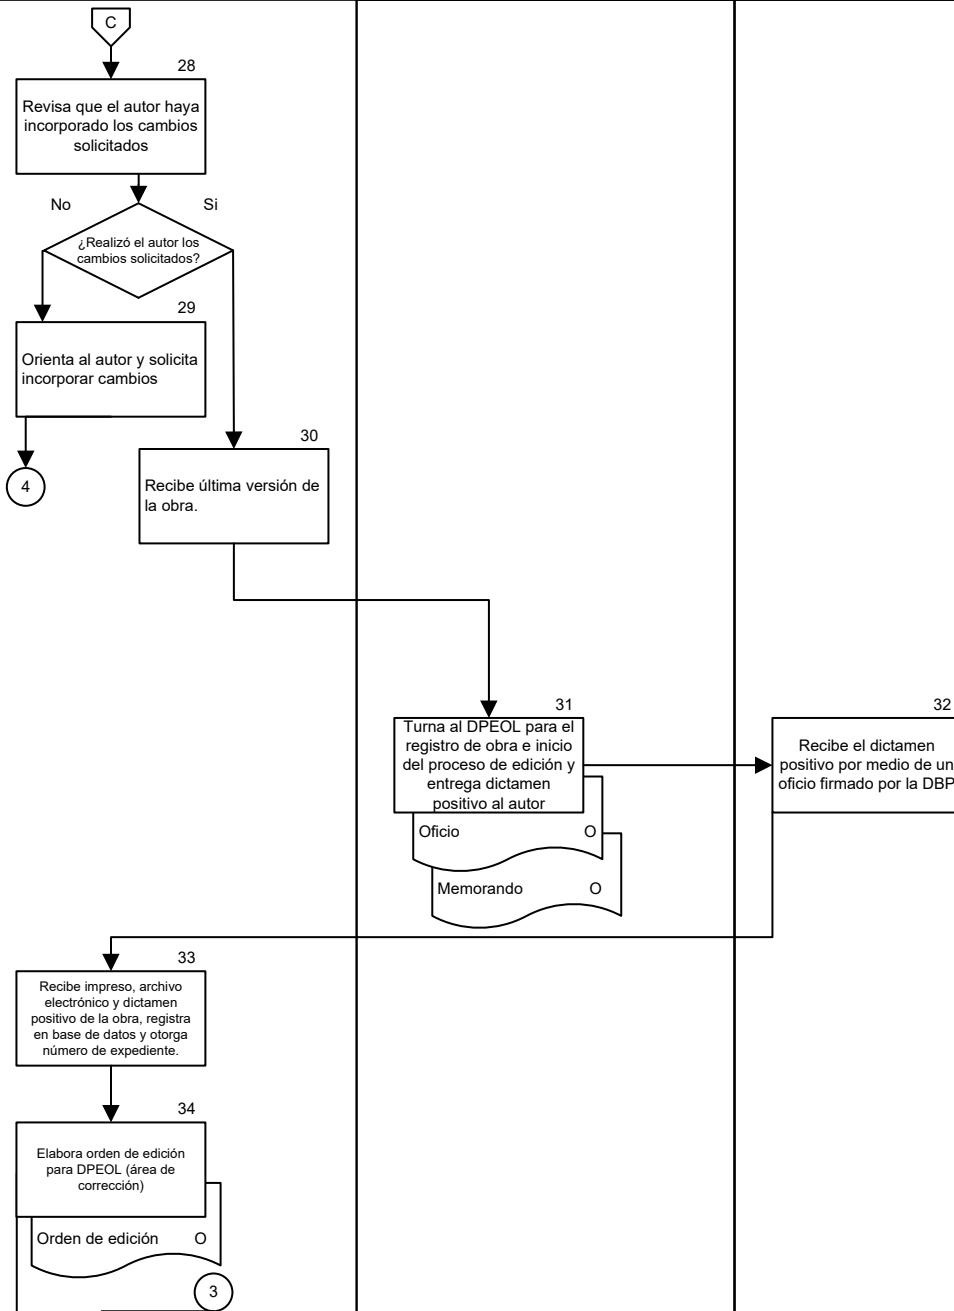 C
28
Revisa que el autor haya
incorporado los cambios
solicitados
No
Si
¿Realizó el autor los
cambios solicitados?
29
Orienta al autor y solicita
incorporar cambios
4
30
Recibe última versión de
la obra.
31
Turna al DPEOL para el
registro de obra e inicio
del proceso de edición y
entrega dictamen
positivo al autor
Oficio O
Memorando O
32
Recibe el dictamen
positivo por medio de un
oficio firmado por la DBP
33
Recibe impreso, archivo
electrónico y dictamen
positivo de la obra, registra
en base de datos y otorga
número de expediente.
34
Elabora orden de edición
para DPEOL (área de
corrección)
Orden de edición O
3